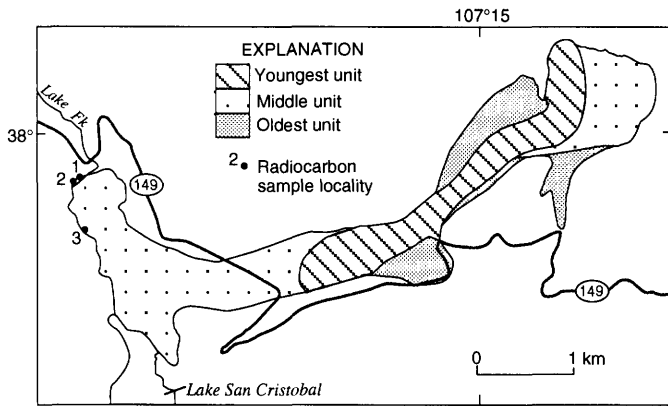 107°15
EXPLANATION
Youngest unit
Middle unit
Oldest unit
2 Radiocarbon
sample locality
Lake Fk
38°
1
2
149
3
149
0 1 km
Lake San Cristobal